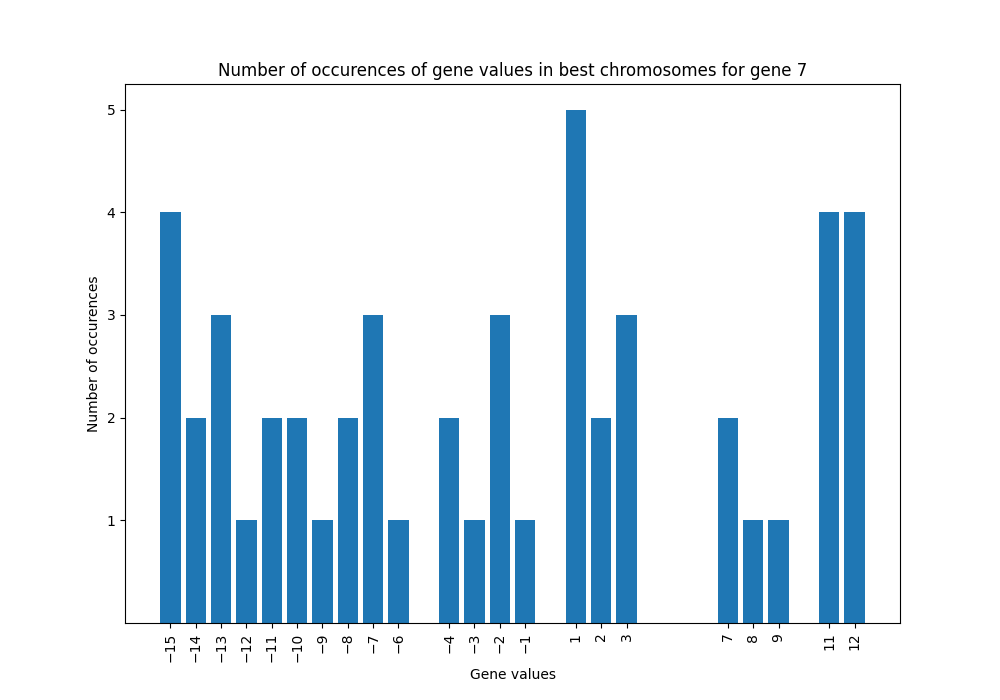 Number of occurences of gene values in best chromosomes for gene 7
5
4
3
2
1
Number of occurences
−15 −14 −13 −12 −11 −10 −9 −8 −7 −6 −4 −3 −2 −1 1 2 3 7 8 9 11 12
Gene values